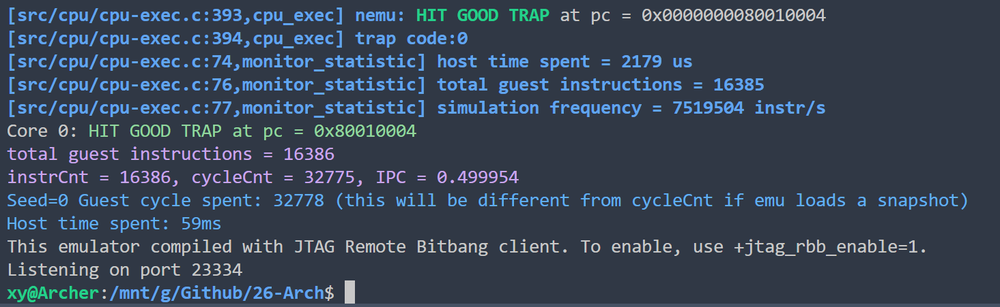 [src/cpu/cpu-exec.c:393,cpu_exec] nemu: HIT GOOD TRAP at pc = 0x0000000080010004
[src/cpu/cpu-exec.c:394,cpu_exec] trap code:0
[src/cpu/cpu-exec.c:74,monitor_statistic] host time spent = 2179 us
[src/cpu/cpu-exec.c:76,monitor_statistic] total guest instructions = 16385
[src/cpu/cpu-exec.c:77,monitor_statistic] simulation frequency = 7519504 instr/s
Core 0: HIT GOOD TRAP at pc = 0x80010004
total guest instructions = 16386
instrCnt = 16386, cycleCnt = 32775, IPC = 0.499954
Seed=0 Guest cycle spent: 32778 (this will be different from cycleCnt if emu loads a snapshot)
Host time spent: 59ms
This emulator compiled with JTAG Remote Bitbang client. To enable, use +jtag_rbb_enable=1.
Listening on port 23334
xy@Archer:/mnt/g/Github/26-Arch$